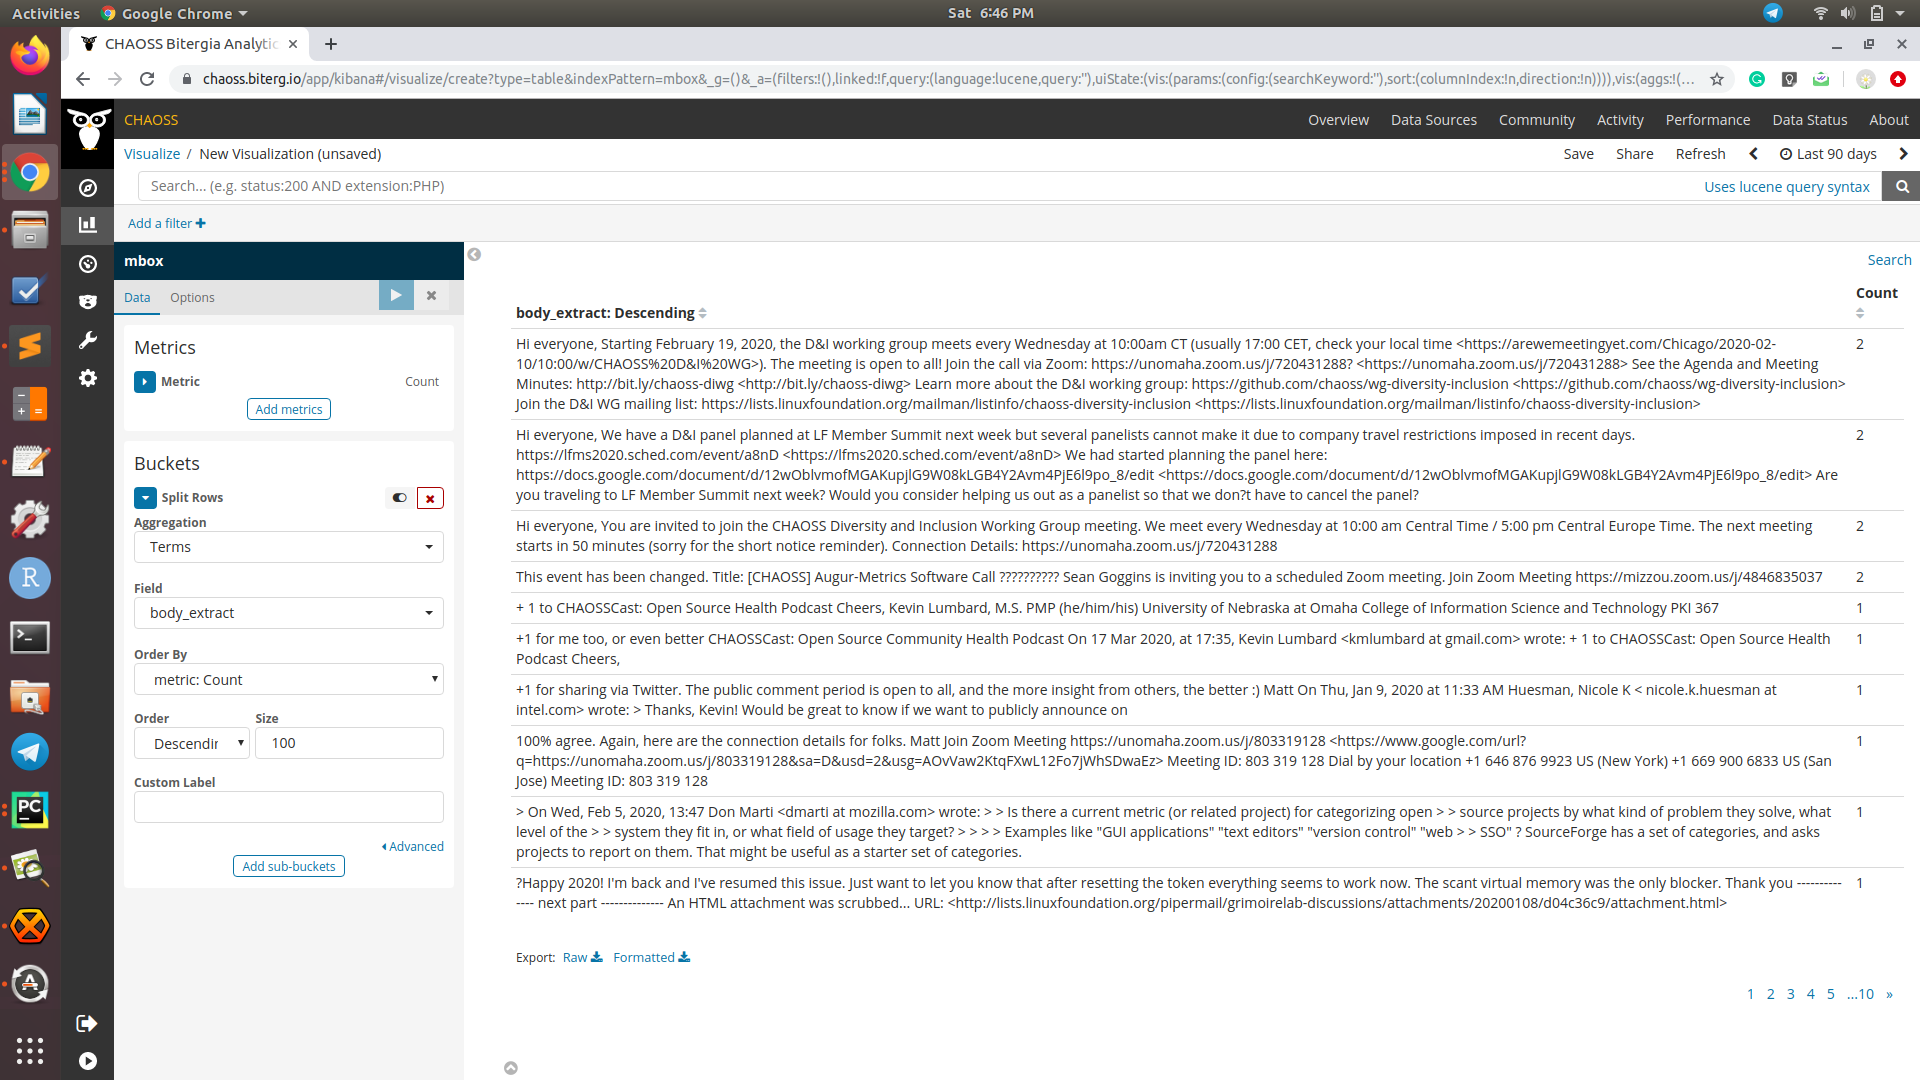 Activities
Google Chrome
Sat 6:46 PM
CHAOSS Bitergia Analytic
chaoss.biterg.io/app/kibana#/visualize/create?type=table&indexPattern=mbox&_g=()&_a=(filters:!(),linked:!f,query:(language:lucene,query:''),uiState:(vis:(params:(config:(searchKeyword:''),sort:(columnIndex:!n,direction:!n)))),vis:(aggs:!(...
CHAOSS
Overview Data Sources Community Activity Performance Data Status About
Visualize / New Visualization (unsaved)
Save Share Refresh Last 90 days
Search... (e.g. status:200 AND extension:PHP)
Uses lucene query syntax
Add a filter
mbox
Data Options
Metrics
Metric Count
Add metrics
Buckets
Split Rows
Aggregation
Terms
Field
body_extract
Order By
metric: Count
Order Size
Descendir 100
Custom Label
Advanced
Add sub-buckets
Search
body_extract: Descending Count
Hi everyone, Starting February 19, 2020, the D&I working group meets every Wednesday at 10:00am CT (usually 17:00 CET, check your local time <https://arewemeetingyet.com/Chicago/2020-02-
10/10:00/w/CHAOSS%20D&I%20WG>). The meeting is open to all! Join the call via Zoom: https://unomaha.zoom.us/j/720431288? <https://unomaha.zoom.us/j/720431288> See the Agenda and Meeting
Minutes: http://bit.ly/chaoss-diwg <http://bit.ly/chaoss-diwg> Learn more about the D&I working group: https://github.com/chaoss/wg-diversity-inclusion <https://github.com/chaoss/wg-diversity-inclusion>
Join the D&I WG mailing list: https://lists.linuxfoundation.org/mailman/listinfo/chaoss-diversity-inclusion <https://lists.linuxfoundation.org/mailman/listinfo/chaoss-diversity-inclusion>
2
Hi everyone, We have a D&I panel planned at LF Member Summit next week but several panelists cannot make it due to company travel restrictions imposed in recent days.
https://lfms2020.sched.com/event/a8nD <https://lfms2020.sched.com/event/a8nD> We had started planning the panel here:
https://docs.google.com/document/d/12wOblvmofMGAKupjlG9W08kLGB4Y2Avm4PjE6l9po_8/edit <https://docs.google.com/document/d/12wOblvmofMGAKupjlG9W08kLGB4Y2Avm4PjE6l9po_8/edit> Are
you traveling to LF Member Summit next week? Would you consider helping us out as a panelist so that we don?t have to cancel the panel?
2
Hi everyone, You are invited to join the CHAOSS Diversity and Inclusion Working Group meeting. We meet every Wednesday at 10:00 am Central Time / 5:00 pm Central Europe Time. The next meeting
starts in 50 minutes (sorry for the short notice reminder). Connection Details: https://unomaha.zoom.us/j/720431288
2
This event has been changed. Title: [CHAOSS] Augur-Metrics Software Call ?????????? Sean Goggins is inviting you to a scheduled Zoom meeting. Join Zoom Meeting https://mizzou.zoom.us/j/4846835037
2
+ 1 to CHAOSSCast: Open Source Health Podcast Cheers, Kevin Lumbard, M.S. PMP (he/him/his) University of Nebraska at Omaha College of Information Science and Technology PKI 367
1
+1 for me too, or even better CHAOSSCast: Open Source Community Health Podcast On 17 Mar 2020, at 17:35, Kevin Lumbard <kmlumbard at gmail.com> wrote: + 1 to CHAOSSCast: Open Source Health
Podcast Cheers,
1
+1 for sharing via Twitter. The public comment period is open to all, and the more insight from others, the better :) Matt On Thu, Jan 9, 2020 at 11:33 AM Huesman, Nicole K < nicole.k.huesman at
intel.com> wrote: > Thanks, Kevin! Would be great to know if we want to publicly announce on
1
100% agree. Again, here are the connection details for folks. Matt Join Zoom Meeting https://unomaha.zoom.us/j/803319128 <https://www.google.com/url?
q=https://unomaha.zoom.us/j/803319128&sa=D&usd=2&usg=AOvVaw2KtqFXwL12Fo7jWhSDwaEz> Meeting ID: 803 319 128 Dial by your location +1 646 876 9923 US (New York) +1 669 900 6833 US (San
Jose) Meeting ID: 803 319 128
1
> On Wed, Feb 5, 2020, 13:47 Don Marti <dmarti at mozilla.com> wrote: > > Is there a current metric (or related project) for categorizing open > > source projects by what kind of problem they solve, what
level of the > > system they fit in, or what field of usage they target? > > > > Examples like "GUI applications" "text editors" "version control" "web > > SSO" ? SourceForge has a set of categories, and asks
projects to report on them. That might be useful as a starter set of categories.
1
?Happy 2020! I'm back and I've resumed this issue. Just want to let you know that after resetting the token everything seems to work now. The scant virtual memory was the only blocker. Thank you ----------
---- next part -------------- An HTML attachment was scrubbed... URL: <http://lists.linuxfoundation.org/pipermail/grimoirelab-discussions/attachments/20200108/d04c36c9/attachment.html>
1
Export: Raw Formatted
1 2 3 4 5 ...10 »